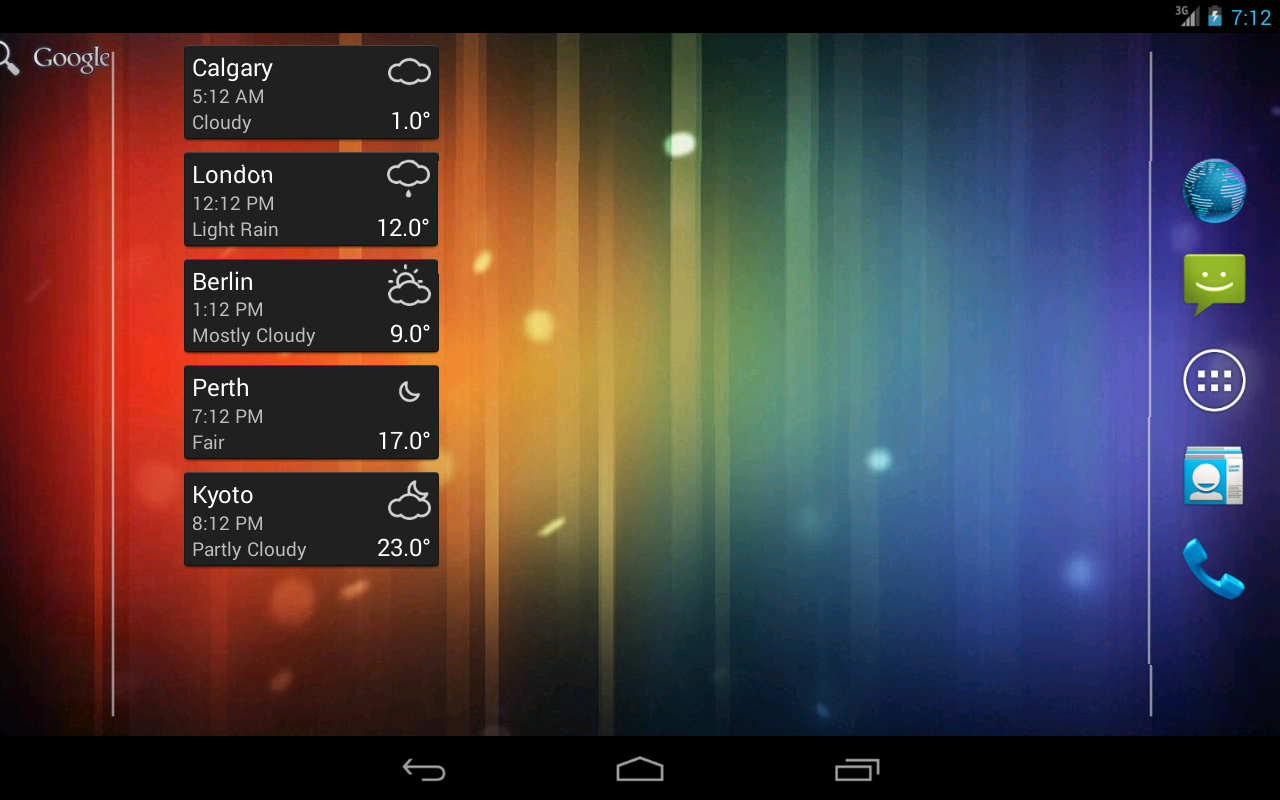 3G
7:12
Google
Calgary
5:12 AM
Cloudy
1.0°
London
12:12 PM
Light Rain
12.0°
Berlin
1:12 PM
Mostly Cloudy
9.0°
Perth
7:12 PM
Fair
17.0°
Kyoto
8:12 PM
Partly Cloudy
23.0°